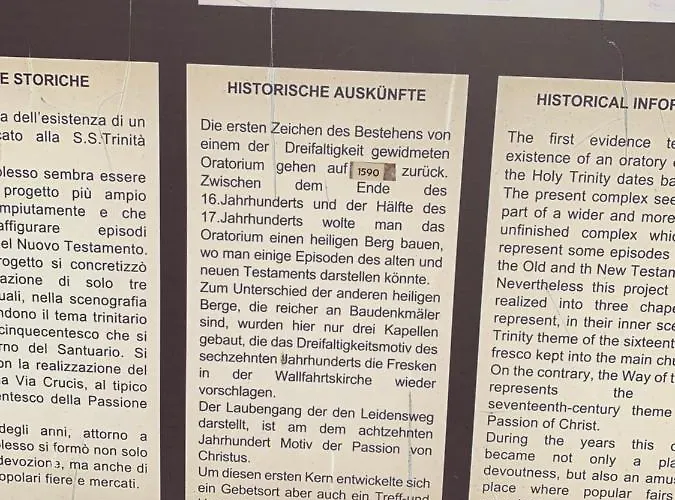 E STORICHE
a dell'esistenza di un
cato alla S.S.Trinità
plesso sembra essere
progetto più ampio
mpiutamente e che
affigurare episodi
el Nuovo Testamento.
rogetto si concretizzò
azione di solo tre
uali, nella scenografia
ndono il tema trinitario
cinquecentesco che si
rno del Santuario. Si
on la realizzazione del
a Via Crucis, al tipico
entesco della Passione
degli anni, attorno a
plesso si formò non solo
devozione, ma anche di
opolari fiere e mercati.
HISTORISCHE AUSKÜNFTE
Die ersten Zeichen des Bestehens von
einem der Dreifaltigkeit gewidmeten
Oratorium gehen auf 1590 zurück.
Zwischen dem Ende des
16.Jahrhunderts und der Hälfte des
17.Jahrhunderts wolte man das
Oratorium einen heiligen Berg bauen,
wo man einige Episoden des alten und
neuen Testaments darstellen könnte.
Zum Unterschied der anderen heiligen
Berge, die reicher an Baudenkmäler
sind, wurden hier nur drei Kapellen
gebaut, die das Dreifaltigkeitsmotiv des
sechzehnten Jahrhunderts die Fresken
in der Wallfahrtskirche wieder
vorschlagen.
Der Laubengang der den Leidensweg
darstellt, ist am dem achtzehnten
Jahrhundert Motiv der Passion von
Christus.
Um diesen ersten Kern entwickelte sich
ein Gebetsort aber auch ein Treff-und
HISTORICAL INFOR
The first evidence te
existence of an oratory
the Holy Trinity dates ba
The present complex see
part of a wider and more
unfinished complex whic
represent some episodes
the Old and th New Testam
Nevertheless this project
realized into three chape
represent, in their inner sce
Trinity theme of the sixteent
fresco kept into the main chu
On the contrary, the Way of t
represents the
seventeenth-century theme
Passion of Christ.
During the years this c
became not only a pla
devoutness, but also an amus
place where popular fairs